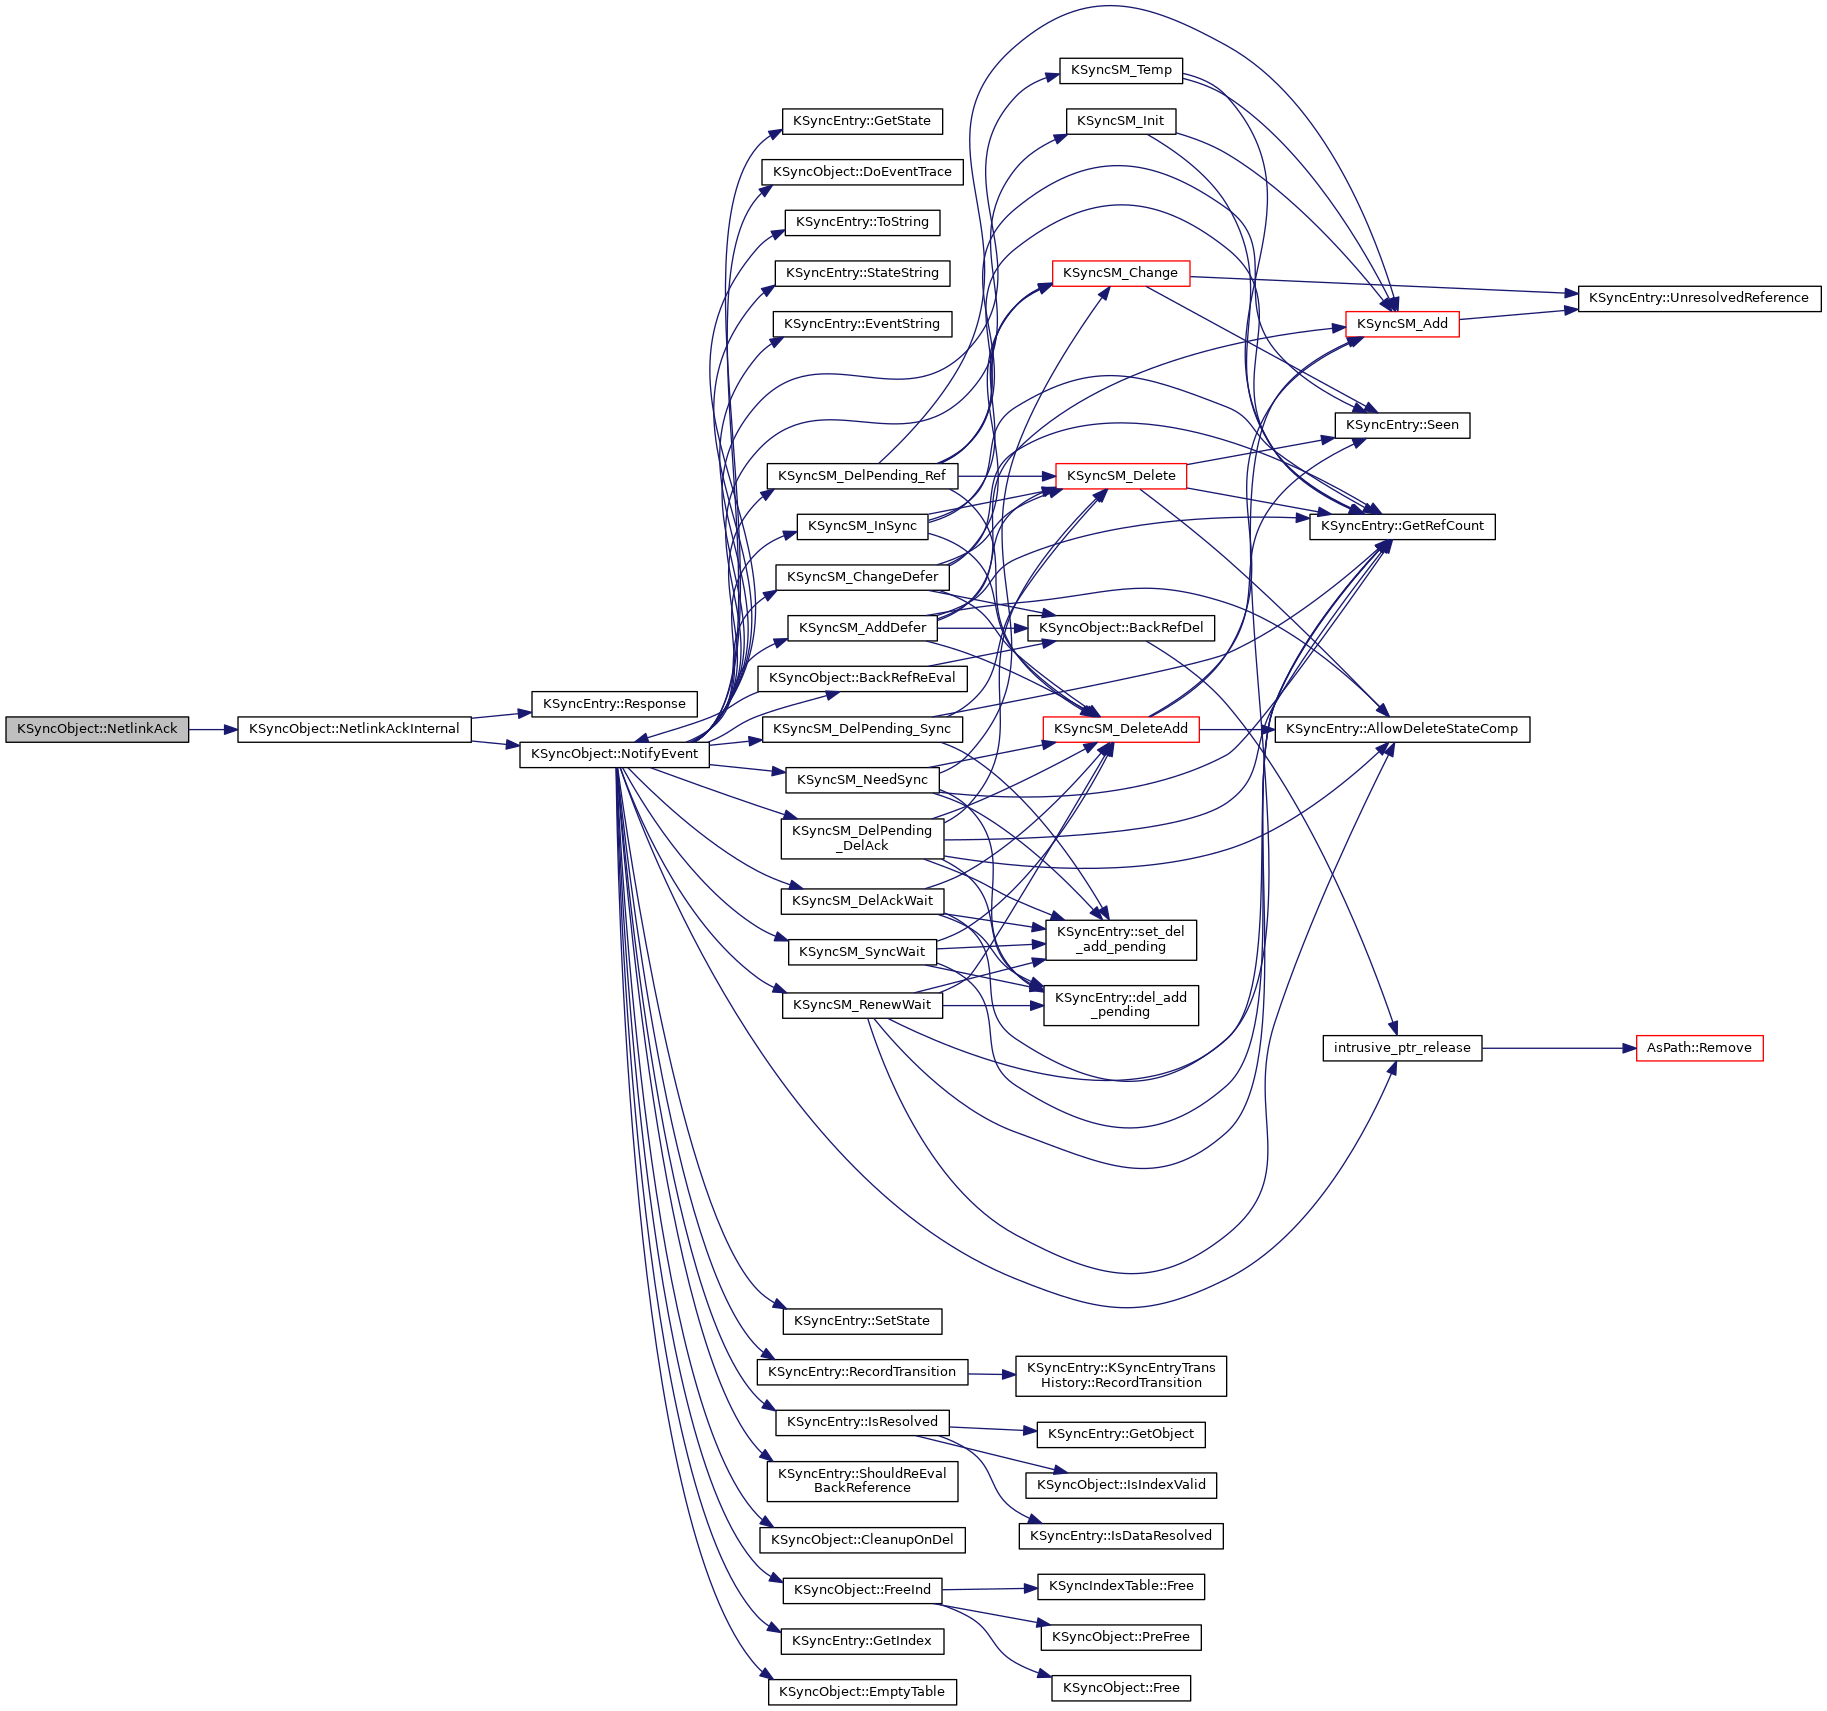 KSyncObject::NetlinkAck
KSyncObject::NetlinkAckInternal
KSyncEntry::Response
KSyncObject::NotifyEvent
KSyncEntry::GetState
KSyncObject::DoEventTrace
KSyncEntry::ToString
KSyncEntry::StateString
KSyncEntry::EventString
KSyncSM_DelPending_Ref
KSyncSM_InSync
KSyncSM_ChangeDefer
KSyncSM_AddDefer
KSyncObject::BackRefReEval
KSyncSM_DelPending_Sync
KSyncSM_NeedSync
KSyncSM_DelPending
_DelAck
KSyncSM_DelAckWait
KSyncSM_SyncWait
KSyncSM_RenewWait
KSyncEntry::SetState
KSyncEntry::RecordTransition
KSyncEntry::IsResolved
KSyncEntry::ShouldReEval
BackReference
KSyncObject::CleanupOnDel
KSyncObject::FreeInd
KSyncEntry::GetIndex
KSyncObject::EmptyTable
KSyncSM_Temp
KSyncSM_Init
KSyncSM_Change
KSyncSM_Delete
KSyncObject::BackRefDel
KSyncSM_DeleteAdd
KSyncEntry::set_del
_add_pending
KSyncEntry::del_add
_pending
KSyncEntry::KSyncEntryTrans
History::RecordTransition
KSyncEntry::GetObject
KSyncObject::IsIndexValid
KSyncEntry::IsDataResolved
KSyncIndexTable::Free
KSyncObject::PreFree
KSyncObject::Free
KSyncSM_Add
KSyncEntry::Seen
KSyncEntry::GetRefCount
KSyncEntry::AllowDeleteStateComp
intrusive_ptr_release
KSyncEntry::UnresolvedReference
AsPath::Remove